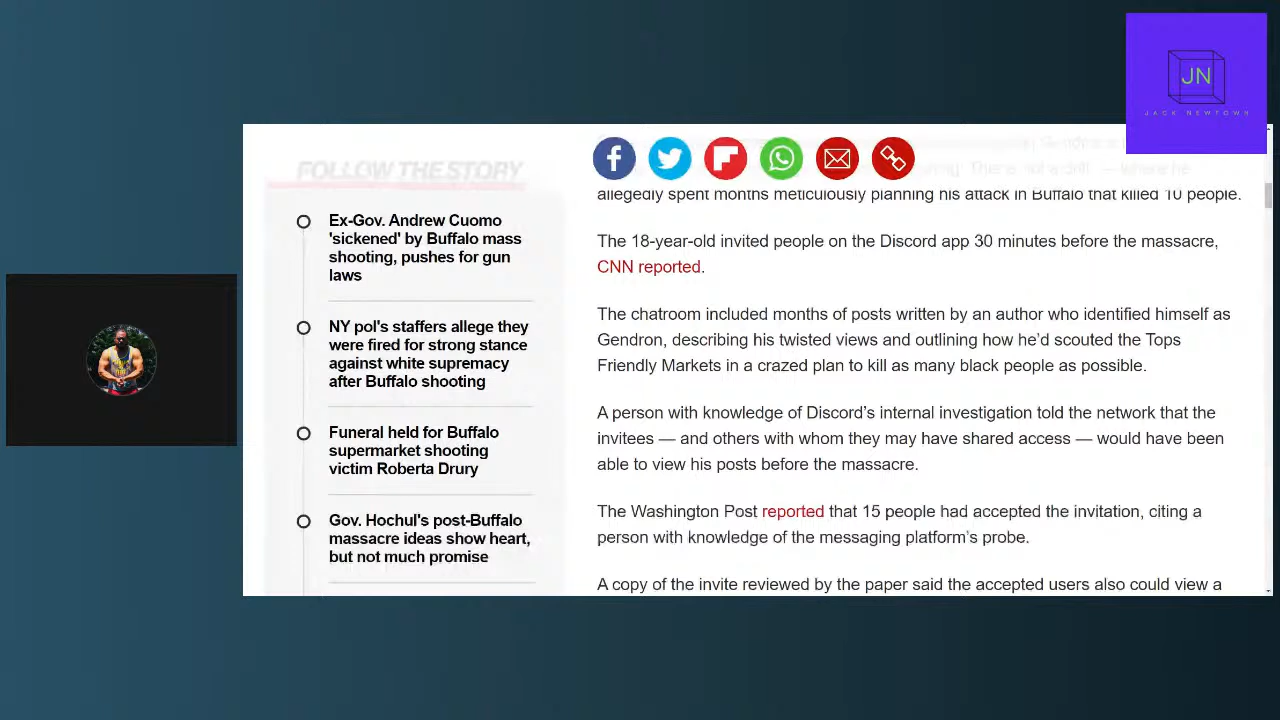 JN
JACK NEWTOWN
FOLLOW THE STORY
Ex-Gov. Andrew Cuomo
'sickened' by Buffalo mass
shooting, pushes for gun
laws
NY pol's staffers allege they
were fired for strong stance
against white supremacy
after Buffalo shooting
Funeral held for Buffalo
supermarket shooting
victim Roberta Drury
Gov. Hochul's post-Buffalo
massacre ideas show heart,
but not much promise
allegedly spent months meticulously planning his attack in Buffalo that killed 10 people.
The 18-year-old invited people on the Discord app 30 minutes before the massacre,
CNN reported.
The chatroom included months of posts written by an author who identified himself as
Gendron, describing his twisted views and outlining how he’d scouted the Tops
Friendly Markets in a crazed plan to kill as many black people as possible.
A person with knowledge of Discord’s internal investigation told the network that the
invitees — and others with whom they may have shared access — would have been
able to view his posts before the massacre.
The Washington Post reported that 15 people had accepted the invitation, citing a
person with knowledge of the messaging platform’s probe.
A copy of the invite reviewed by the paper said the accepted users also could view a